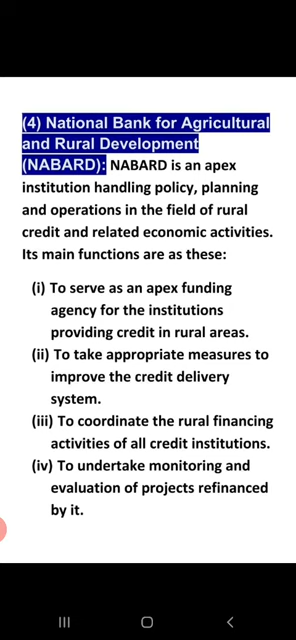 (4) National Bank for Agricultural
and Rural Development
(NABARD): NABARD is an apex
institution handling policy, planning
and operations in the field of rural
credit and related economic activities.
Its main functions are as these:
(i) To serve as an apex funding
agency for the institutions
providing credit in rural areas.
(ii) To take appropriate measures to
improve the credit delivery
system.
(iii) To coordinate the rural financing
activities of all credit institutions.
(iv) To undertake monitoring and
evaluation of projects refinanced
by it.